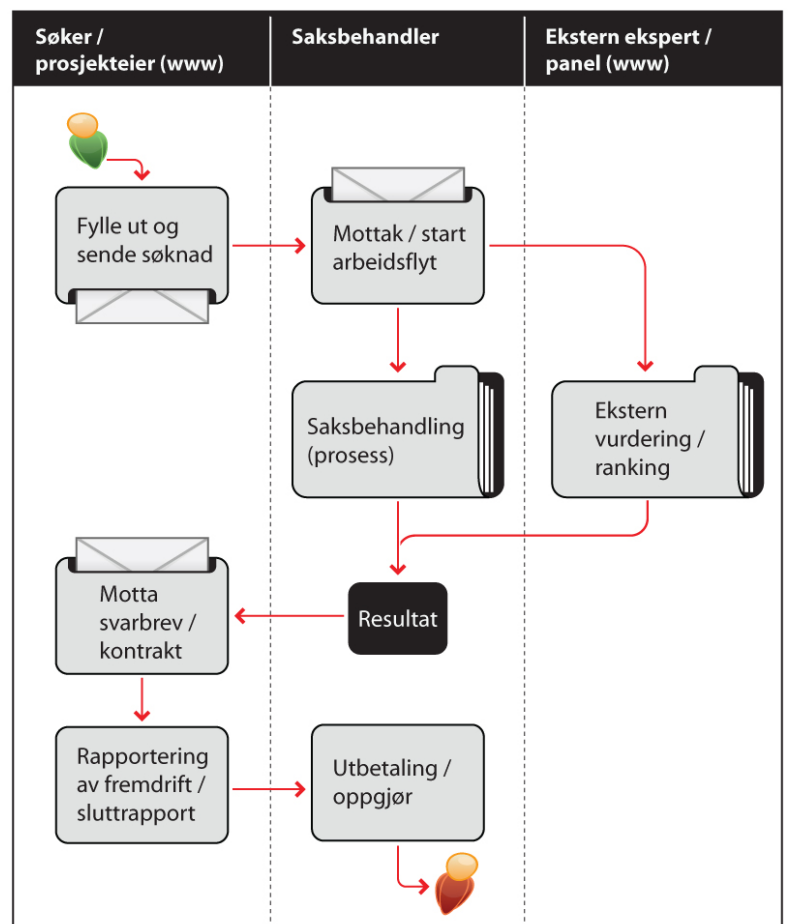 Søker /
prosjekteier (www)
Saksbehandler
Ekstern ekspert /
panel (www)
Fylle ut og
sende søknad
Mottak / start
arbeidsflyt
Saksbehandling
(prosess)
Ekstern
vurdering /
ranking
Motta
svarbrev /
kontrakt
Resultat
Rapportering
av fremdrift /
sluttrapport
Utbetaling /
oppgjør